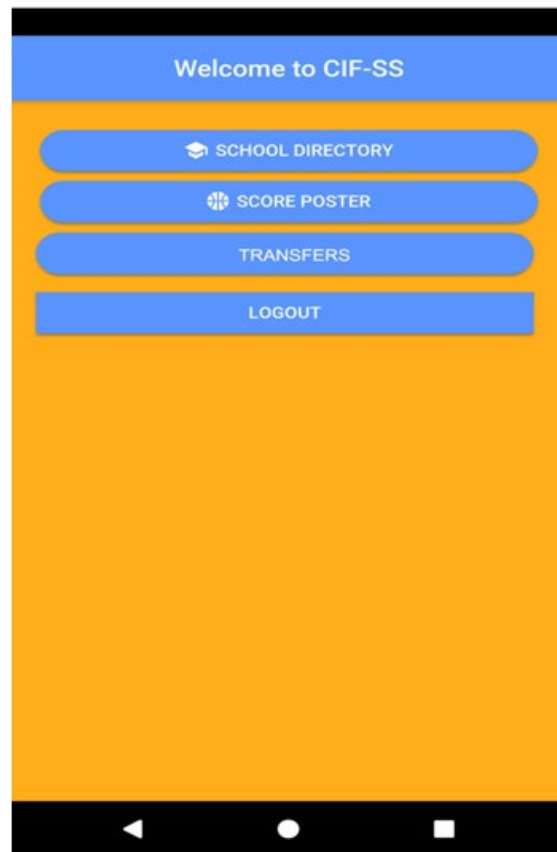 Welcome to CIF-SS
SCHOOL DIRECTORY
SCORE POSTER
TRANSFERS
LOGOUT